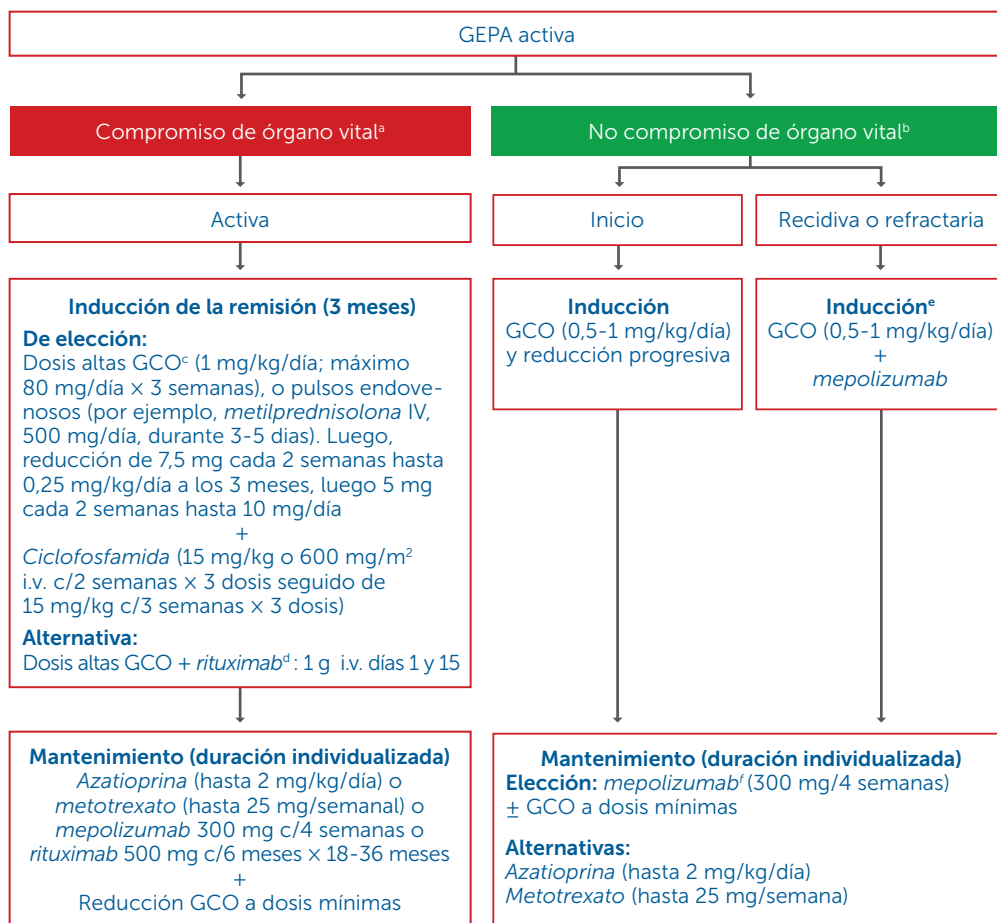 GEPA activa
Compromiso de órgano vitalᵃ
No compromiso de órgano vitalᵇ
Activa
Inicio
Recidiva o refractaria
Inducción de la remisión (3 meses)
De elección:
Dosis altas GCOᶜ (1 mg/kg/día; máximo
80 mg/día × 3 semanas), o pulsos endove-
nosos (por ejemplo, metilprednisolona IV,
500 mg/día, durante 3-5 dias). Luego,
reducción de 7,5 mg cada 2 semanas hasta
0,25 mg/kg/día a los 3 meses, luego 5 mg
cada 2 semanas hasta 10 mg/día
+
Ciclofosfamida (15 mg/kg o 600 mg/m²
i.v. c/2 semanas × 3 dosis seguido de
15 mg/kg c/3 semanas × 3 dosis)
Alternativa:
Dosis altas GCO + rituximabᵈ: 1 g i.v. días 1 y 15
Inducción
GCO (0,5-1 mg/kg/día)
y reducción progresiva
Inducciónᵉ
GCO (0,5-1 mg/kg/día)
+
mepolizumab
Mantenimiento (duración individualizada)
Azatioprina (hasta 2 mg/kg/día) o
metotrexato (hasta 25 mg/semanal) o
mepolizumab 300 mg c/4 semanas o
rituximab 500 mg c/6 meses × 18-36 meses
+
Reducción GCO a dosis mínimas
Mantenimiento (duración individualizada)
Elección: mepolizumabᶠ (300 mg/4 semanas)
± GCO a dosis mínimas
Alternativas:
Azatioprina (hasta 2 mg/kg/día)
Metotrexato (hasta 25 mg/semana)